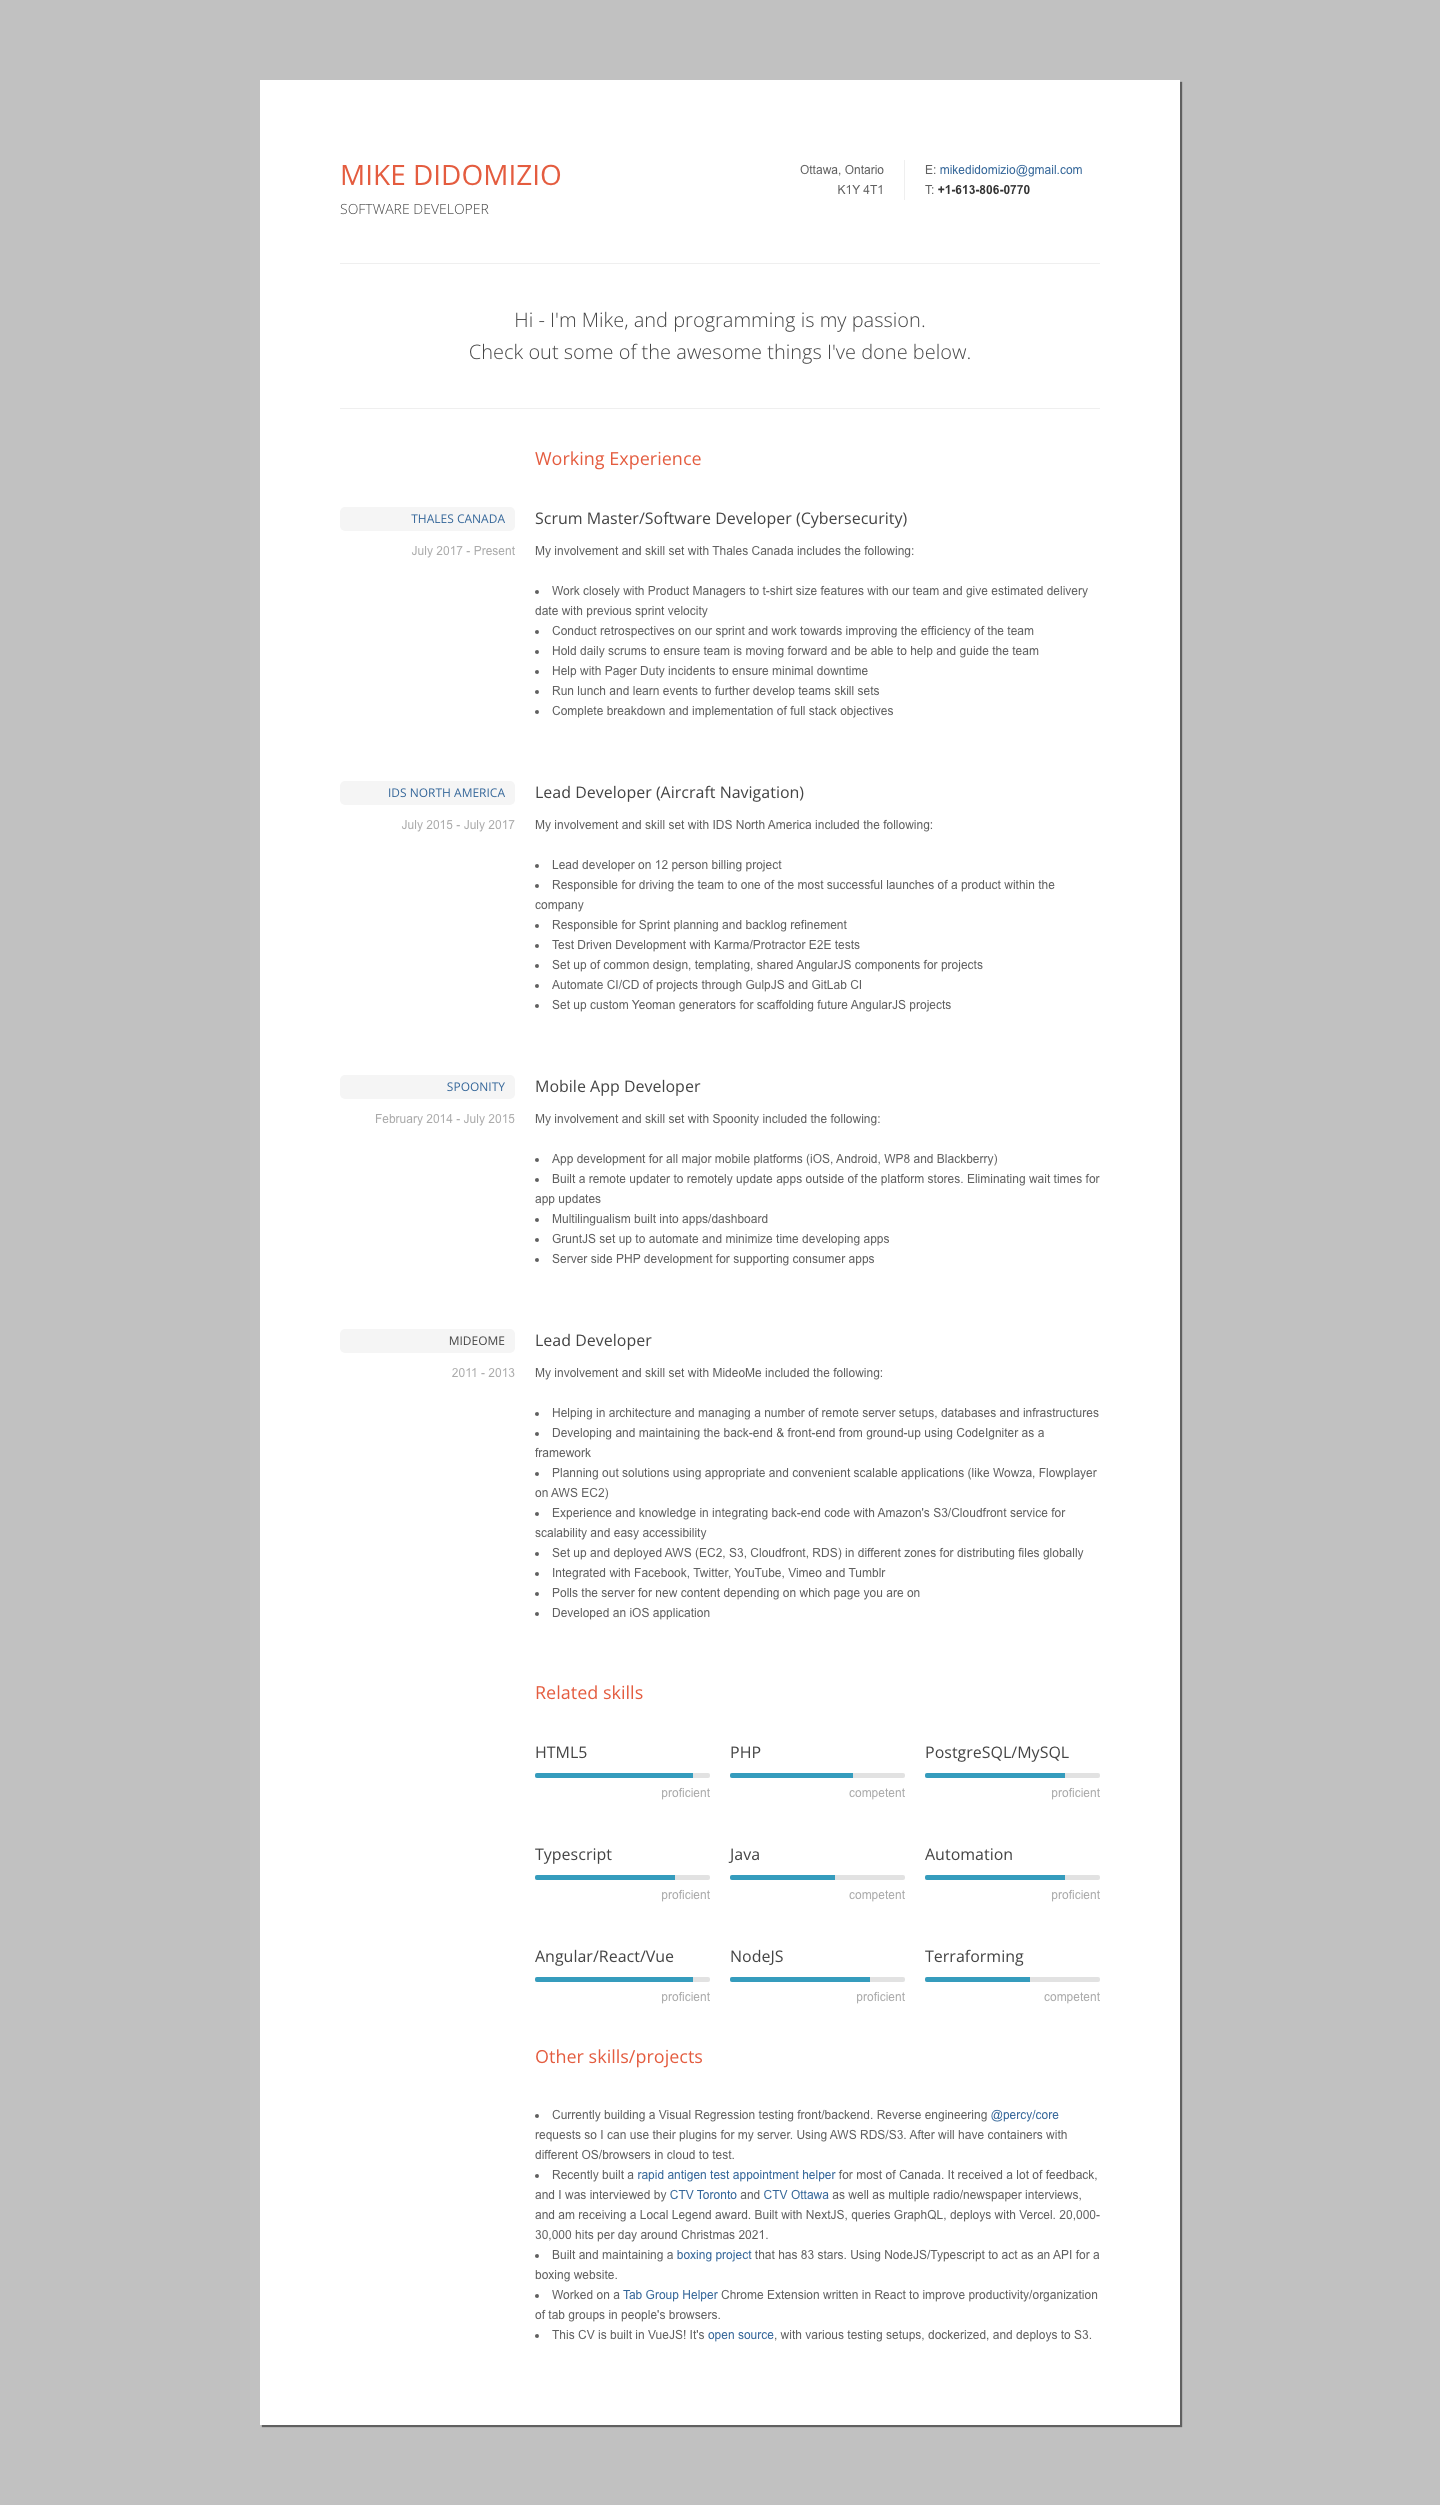 MIKE DIDOMIZIO
SOFTWARE DEVELOPER
Ottawa, Ontario
K1Y 4T1
E: mikedidomizio@gmail.com
T: +1-613-806-0770
Hi - I'm Mike, and programming is my passion.
Check out some of the awesome things I've done below.
Working Experience
THALES CANADA
July 2017 - Present
Scrum Master/Software Developer (Cybersecurity)
My involvement and skill set with Thales Canada includes the following:
• Work closely with Product Managers to t-shirt size features with our team and give estimated delivery
date with previous sprint velocity
• Conduct retrospectives on our sprint and work towards improving the efficiency of the team
• Hold daily scrums to ensure team is moving forward and be able to help and guide the team
• Help with Pager Duty incidents to ensure minimal downtime
• Run lunch and learn events to further develop teams skill sets
• Complete breakdown and implementation of full stack objectives
IDS NORTH AMERICA
July 2015 - July 2017
Lead Developer (Aircraft Navigation)
My involvement and skill set with IDS North America included the following:
• Lead developer on 12 person billing project
• Responsible for driving the team to one of the most successful launches of a product within the
company
• Responsible for Sprint planning and backlog refinement
• Test Driven Development with Karma/Protractor E2E tests
• Set up of common design, templating, shared AngularJS components for projects
• Automate CI/CD of projects through GulpJS and GitLab CI
• Set up custom Yeoman generators for scaffolding future AngularJS projects
SPOONITY
February 2014 - July 2015
Mobile App Developer
My involvement and skill set with Spoonity included the following:
• App development for all major mobile platforms (iOS, Android, WP8 and Blackberry)
• Built a remote updater to remotely update apps outside of the platform stores. Eliminating wait times for
app updates
• Multilingualism built into apps/dashboard
• GruntJS set up to automate and minimize time developing apps
• Server side PHP development for supporting consumer apps
MIDEOME
2011 - 2013
Lead Developer
My involvement and skill set with MideoMe included the following:
• Helping in architecture and managing a number of remote server setups, databases and infrastructures
• Developing and maintaining the back-end & front-end from ground-up using CodeIgniter as a
framework
• Planning out solutions using appropriate and convenient scalable applications (like Wowza, Flowplayer
on AWS EC2)
• Experience and knowledge in integrating back-end code with Amazon's S3/Cloudfront service for
scalability and easy accessibility
• Set up and deployed AWS (EC2, S3, Cloudfront, RDS) in different zones for distributing files globally
• Integrated with Facebook, Twitter, YouTube, Vimeo and Tumblr
• Polls the server for new content depending on which page you are on
• Developed an iOS application
Related skills
HTML5
proficient
PHP
competent
PostgreSQL/MySQL
proficient
Typescript
proficient
Java
competent
Automation
proficient
Angular/React/Vue
proficient
NodeJS
proficient
Terraforming
competent
Other skills/projects
• Currently building a Visual Regression testing front/backend. Reverse engineering @percy/core
requests so I can use their plugins for my server. Using AWS RDS/S3. After will have containers with
different OS/browsers in cloud to test.
• Recently built a rapid antigen test appointment helper for most of Canada. It received a lot of feedback,
and I was interviewed by CTV Toronto and CTV Ottawa as well as multiple radio/newspaper interviews,
and am receiving a Local Legend award. Built with NextJS, queries GraphQL, deploys with Vercel. 20,000-
30,000 hits per day around Christmas 2021.
• Built and maintaining a boxing project that has 83 stars. Using NodeJS/Typescript to act as an API for a
boxing website.
• Worked on a Tab Group Helper Chrome Extension written in React to improve productivity/organization
of tab groups in people's browsers.
• This CV is built in VueJS! It's open source, with various testing setups, dockerized, and deploys to S3.